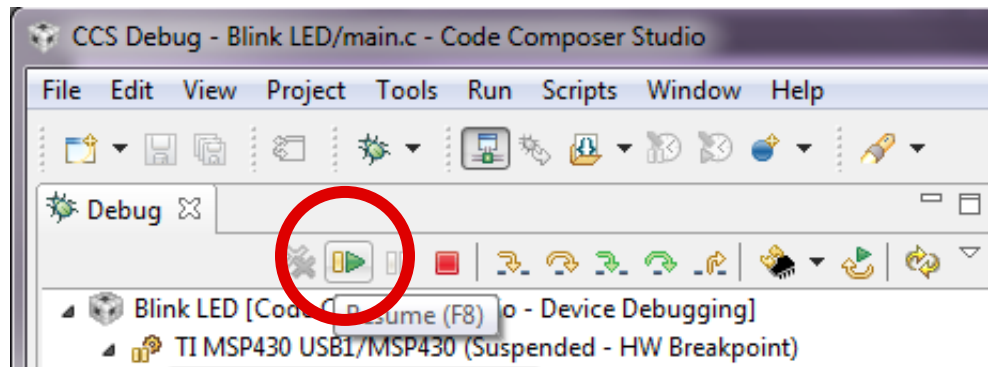 CCS Debug - Blink LED/main.c - Code Composer Studio
File Edit View Project Tools Run Scripts Window Help
Debug
Blink LED [Code o - Device Debugging]
Resume (F8)
TI MSP430 USB1/MSP430 (Suspended - HW Breakpoint)